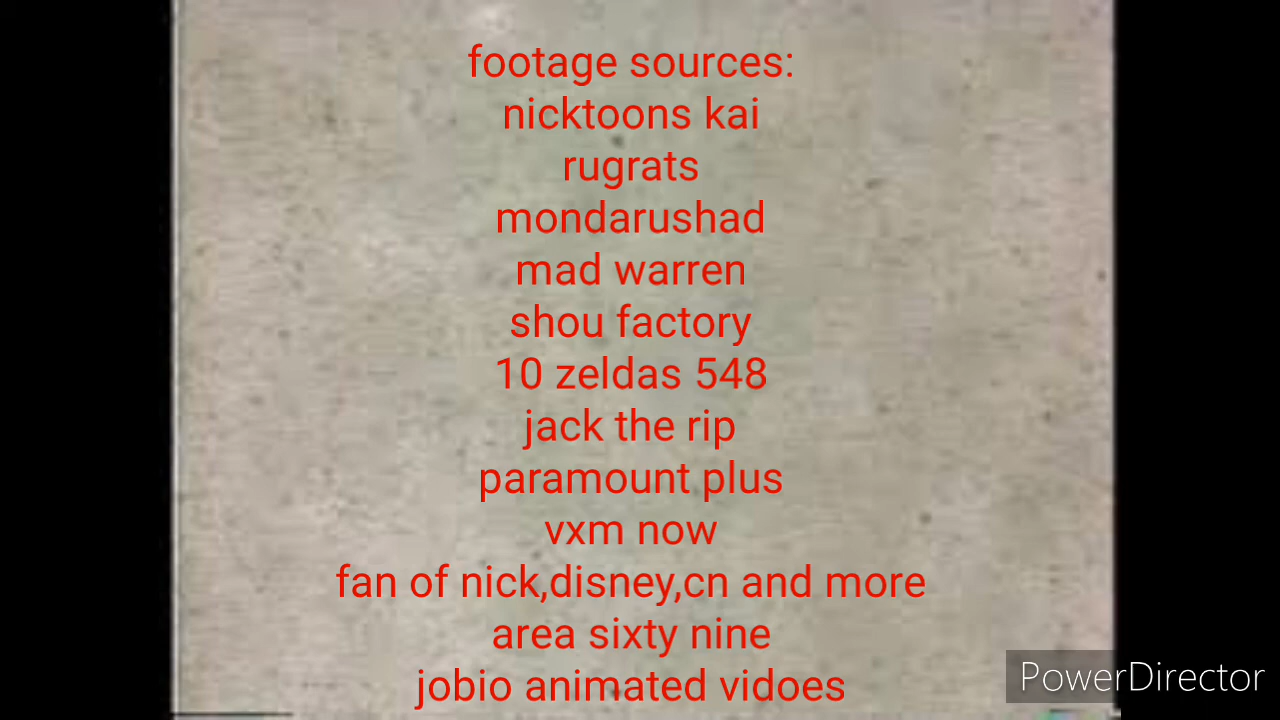 footage sources:
nicktoons kai
rugrats
mondarushad
mad warren
shou factory
10 zeldas 548
jack the rip
paramount plus
vxm now
fan of nick,disney,cn and more
area sixty nine
jobio animated vidoes
PowerDirector